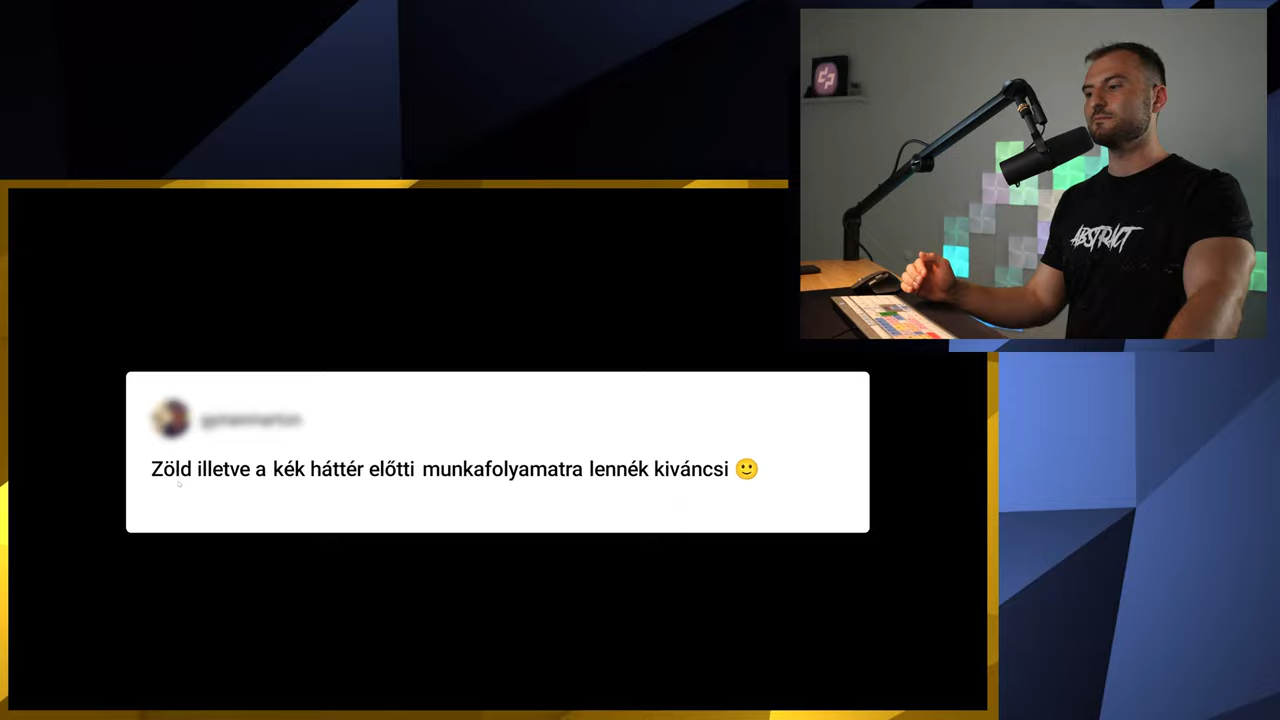 ABSTRACT
Zöld illetve a kék háttér előtti munkafolyamatra lennék kiváncsi 🙂